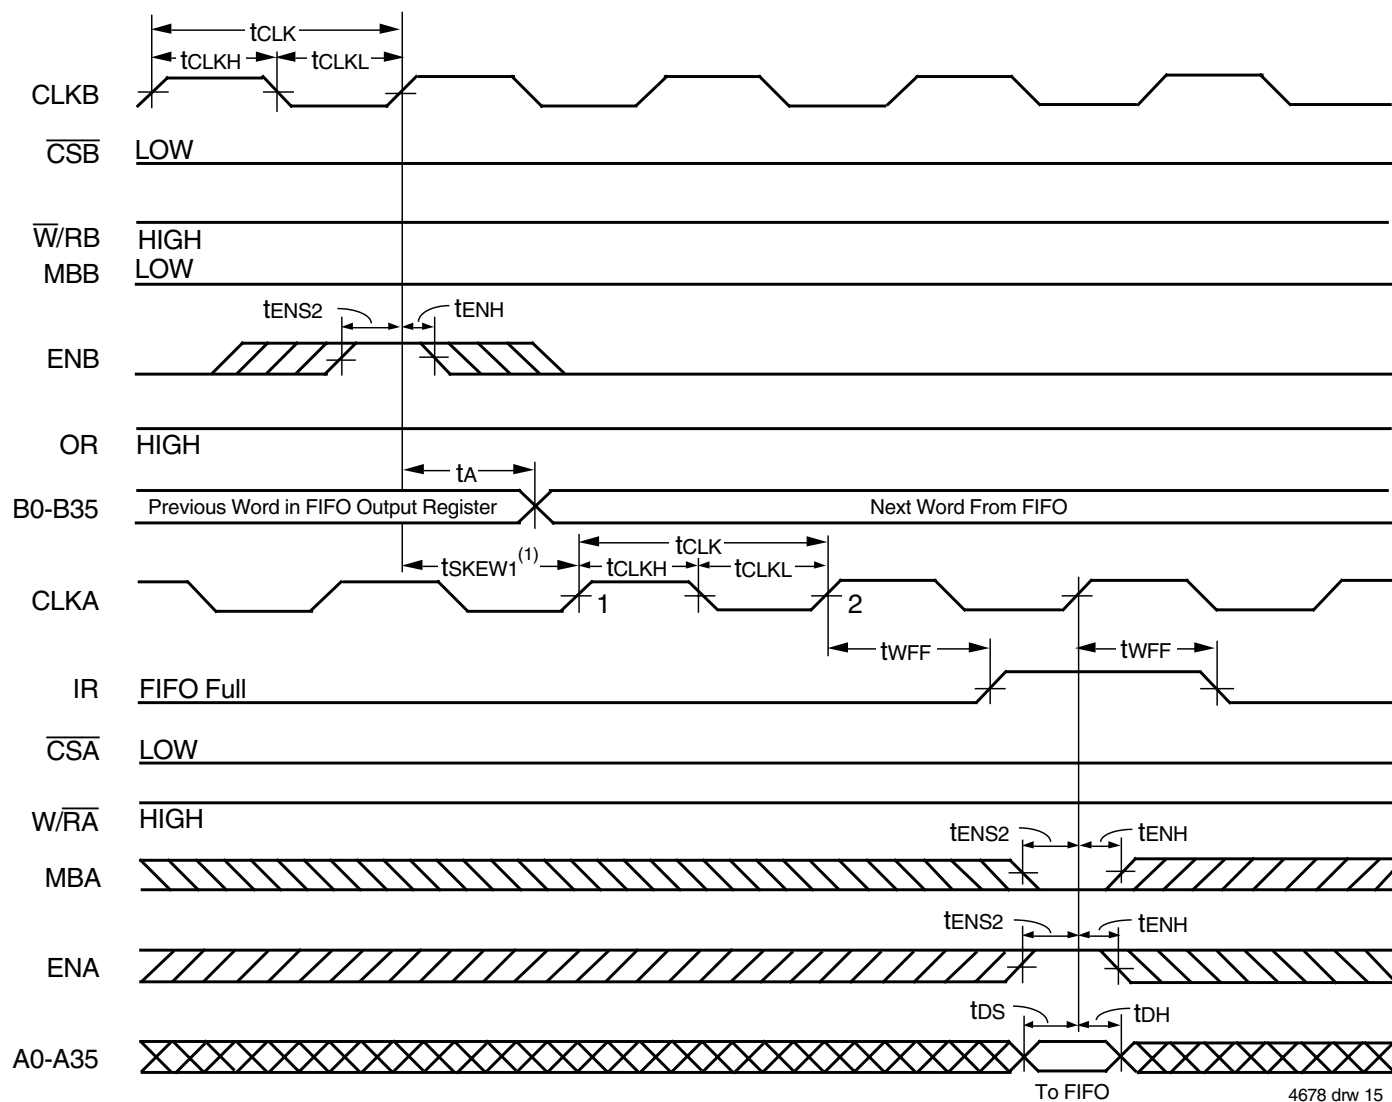 tCLK
tCLKH tCLKL
CLKB
CSB LOW
W/RB HIGH
MBB LOW
tENS2 tENH
ENB
OR HIGH
tA
B0-B35 Previous Word in FIFO Output Register Next Word From FIFO
tCLK
tSKEW1(1) tCLKH tCLKL
CLKA 1 2
tWFF tWFF
IR FIFO Full
CSA LOW
W/RA HIGH
tENS2 tENH
MBA
tENS2 tENH
ENA
tDS tDH
A0-A35
To FIFO
4678 drw 15